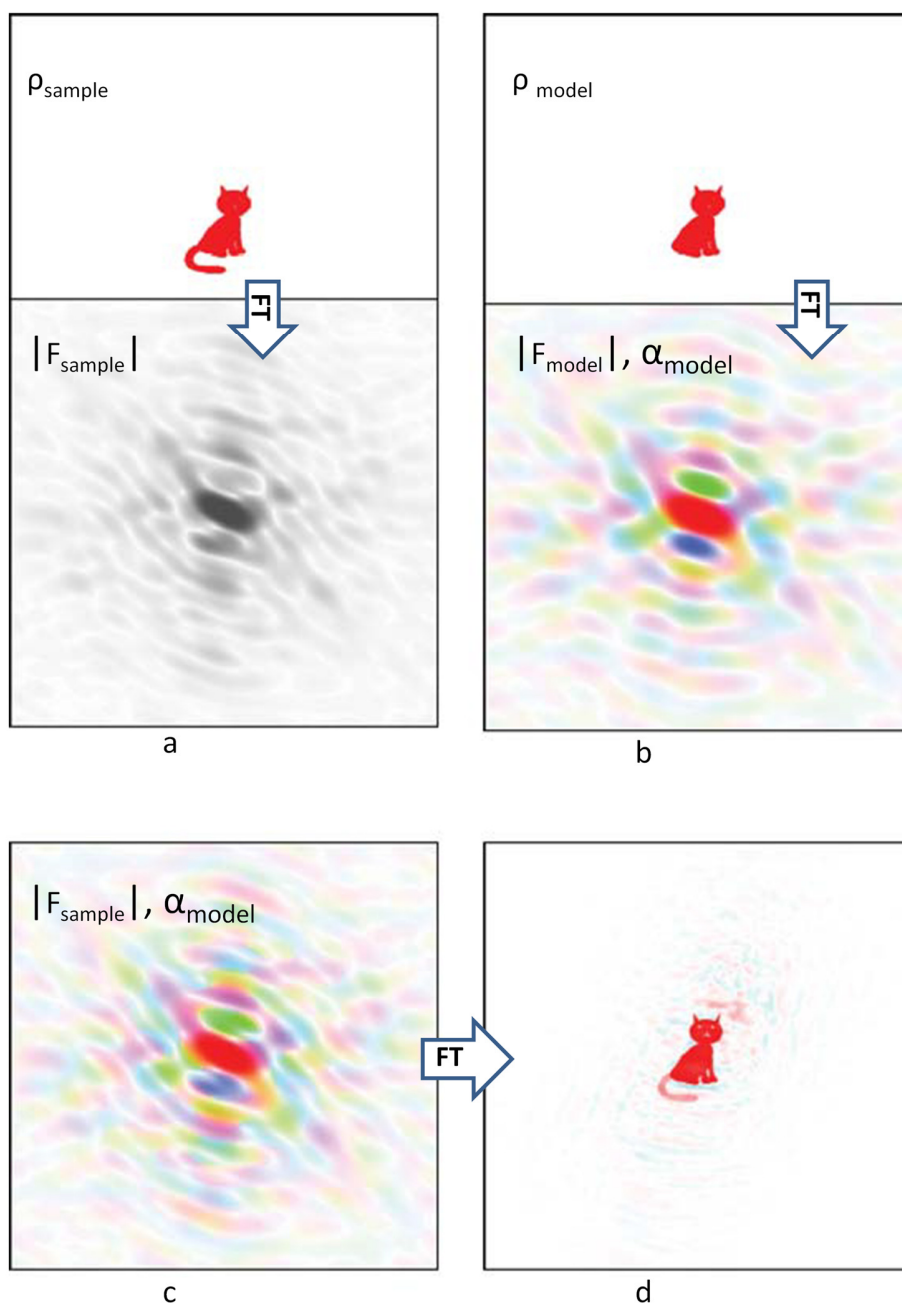 ρsample
ρ model
FT
FT
|Fsample|
|Fmodel|, αmodel
a
b
|Fsample|, αmodel
FT
c
d